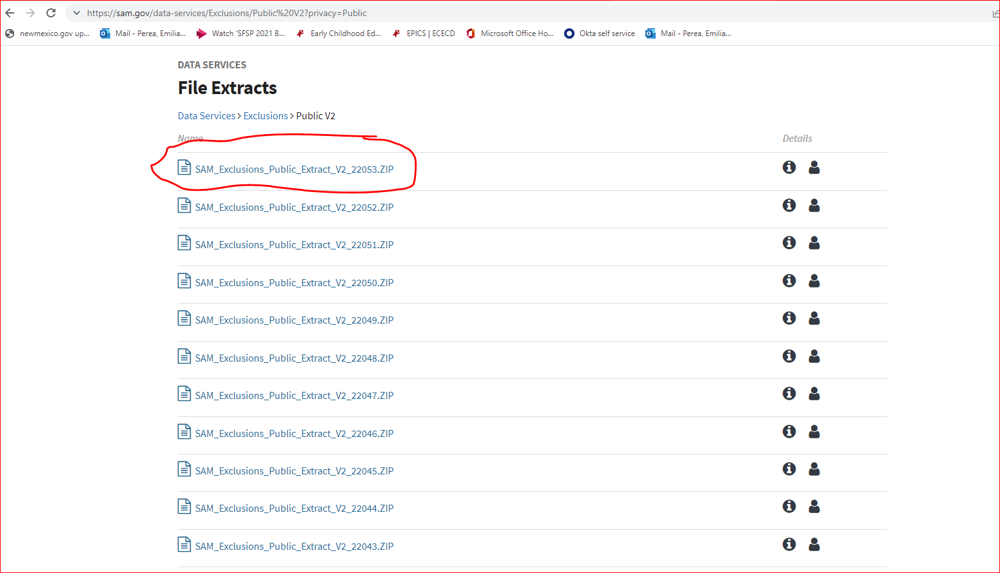 https://sam.gov/data-services/Exclusions/Public%20V2?privacy=Public
newmexico.gov up... Mail - Perea, Emilia... Watch 'SFSP 2021 B... Early Childhood Ed... EPICS | ECECD Microsoft Office Ho... Okta self service Mail - Perea, Emilia...
DATA SERVICES
File Extracts
Data Services > Exclusions > Public V2
Name Details
SAM_Exclusions_Public_Extract_V2_22053.ZIP
SAM_Exclusions_Public_Extract_V2_22052.ZIP
SAM_Exclusions_Public_Extract_V2_22051.ZIP
SAM_Exclusions_Public_Extract_V2_22050.ZIP
SAM_Exclusions_Public_Extract_V2_22049.ZIP
SAM_Exclusions_Public_Extract_V2_22048.ZIP
SAM_Exclusions_Public_Extract_V2_22047.ZIP
SAM_Exclusions_Public_Extract_V2_22046.ZIP
SAM_Exclusions_Public_Extract_V2_22045.ZIP
SAM_Exclusions_Public_Extract_V2_22044.ZIP
SAM_Exclusions_Public_Extract_V2_22043.ZIP